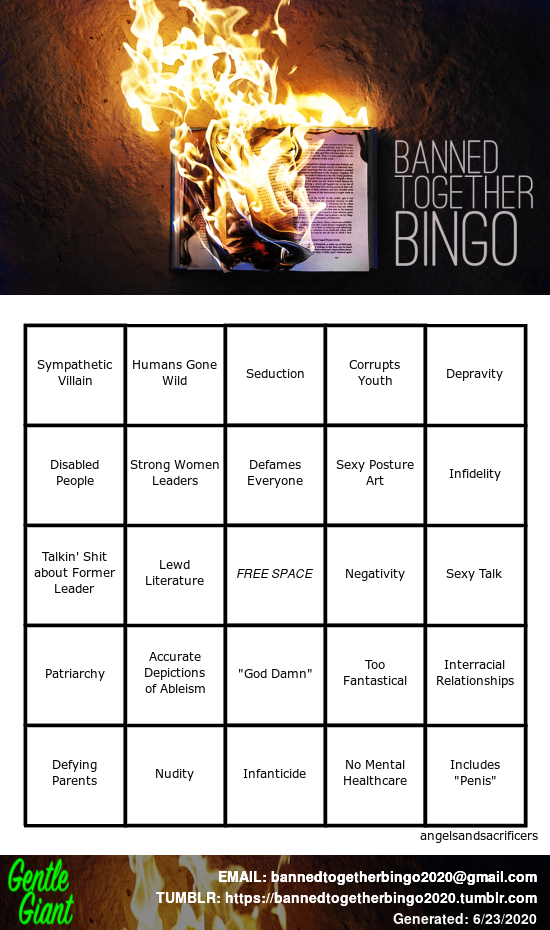 BANNED
TOGETHER
BINGO
Sympathetic
Villain
Humans Gone
Wild
Seduction
Corrupts
Youth
Depravity
Disabled
People
Strong Women
Leaders
Defames
Everyone
Sexy Posture
Art
Infidelity
Talkin' Shit
about Former
Leader
Lewd
Literature
FREE SPACE
Negativity
Sexy Talk
Patriarchy
Accurate
Depictions
of Ableism
"God Damn"
Too
Fantastical
Interracial
Relationships
Defying
Parents
Nudity
Infanticide
No Mental
Healthcare
Includes
"Penis"
angelsandsacrificers
Gentle
Giant
EMAIL: bannedtogetherbingo2020@gmail.com
TUMBLR: https://bannedtogetherbingo2020.tumblr.com
Generated: 6/23/2020